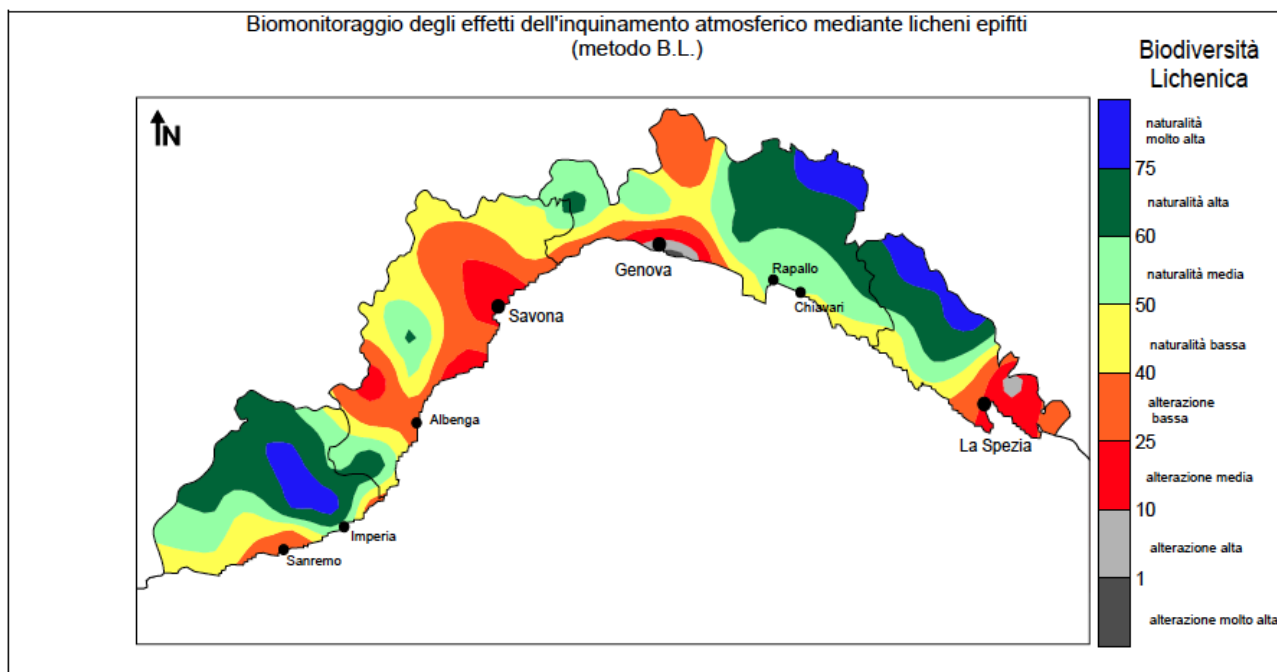 Biomonitoraggio degli effetti dell'inquinamento atmosferico mediante licheni epifiti
(metodo B.L.)
Biodiversità
Lichenica
N
naturalità
molto alta
75
naturalità alta
60
naturalità media
50
naturalità bassa
40
alterazione
bassa
25
alterazione media
10
alterazione alta
1
alterazione molto alta
Genova
Rapallo
Chiavari
Savona
Albenga
La Spezia
Imperia
Sanremo